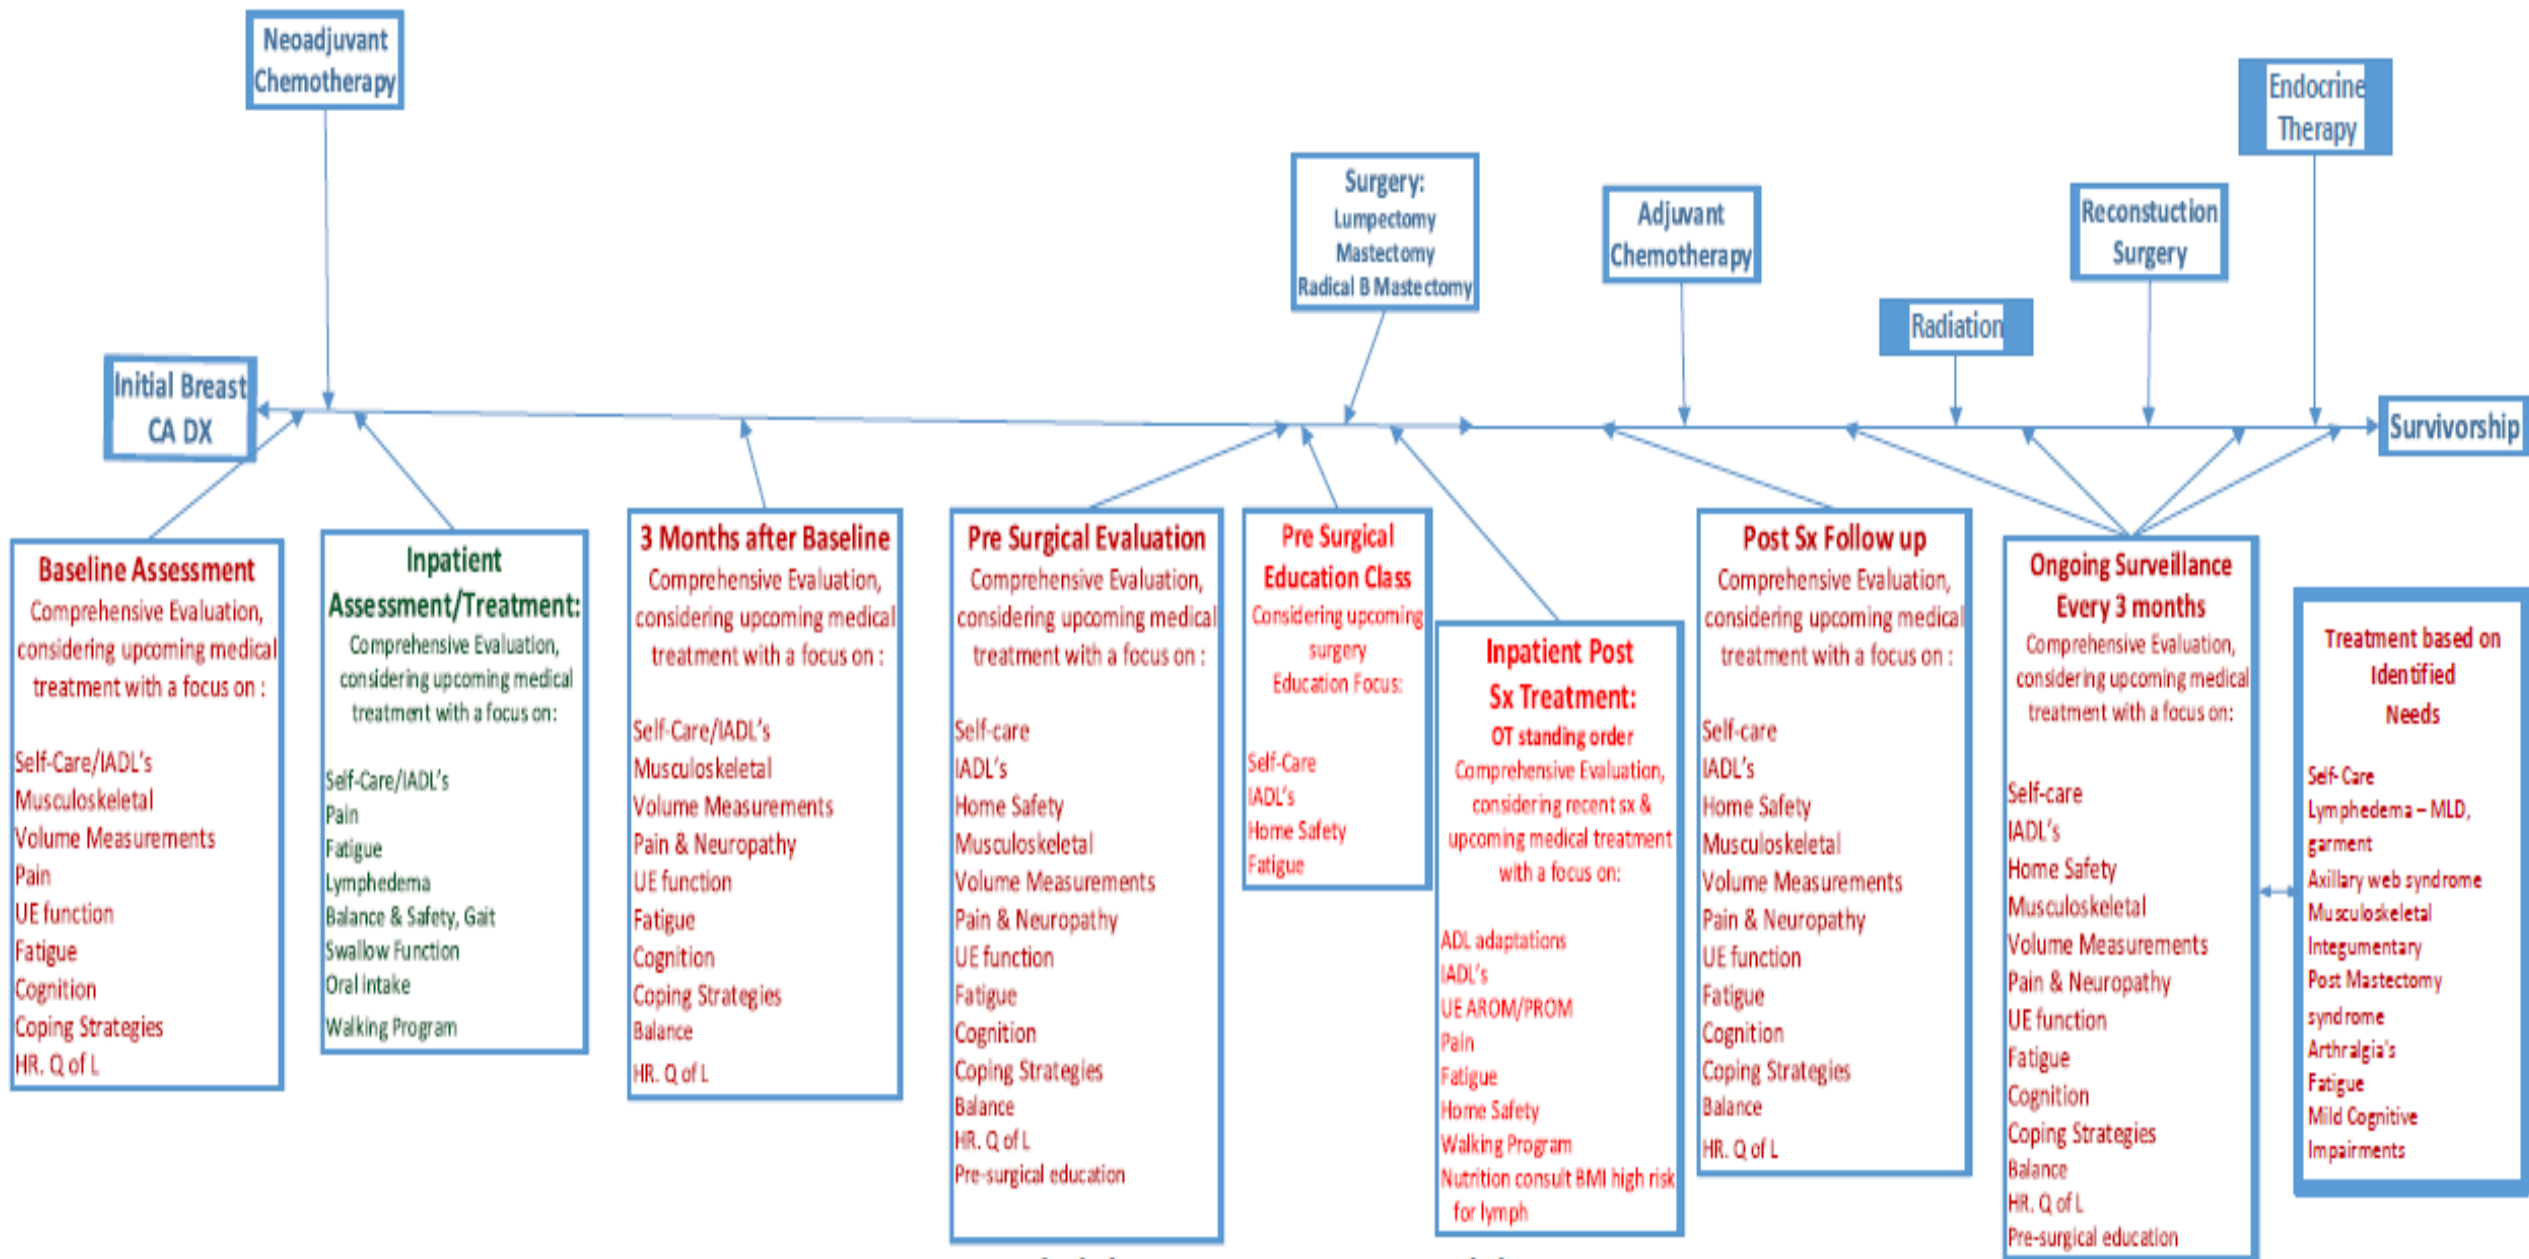 Neoadjuvant
Chemotherapy
Endocrine
Therapy
Surgery:
Lumpectomy
Mastectomy
Radical B Mastectomy
Adjuvant
Chemotherapy
Reconstuction
Surgery
Radiation
Initial Breast
CA DX
Survivorship
Baseline Assessment
Comprehensive Evaluation,
considering upcoming medical
treatment with a focus on :
Self-Care/IADL's
Musculoskeletal
Volume Measurements
Pain
UE function
Fatigue
Cognition
Coping Strategies
HR. Q of L
Inpatient
Assessment/Treatment:
Comprehensive Evaluation,
considering upcoming medical
treatment with a focus on:
Self-Care/IADL's
Pain
Fatigue
Lymphedema
Balance & Safety, Gait
Swallow Function
Oral intake
Walking Program
3 Months after Baseline
Comprehensive Evaluation,
considering upcoming medical
treatment with a focus on :
Self-Care/IADL's
Musculoskeletal
Volume Measurements
Pain & Neuropathy
UE function
Fatigue
Cognition
Coping Strategies
Balance
HR. Q of L
Pre Surgical Evaluation
Comprehensive Evaluation,
considering upcoming medical
treatment with a focus on :
Self-care
IADL's
Home Safety
Musculoskeletal
Volume Measurements
Pain & Neuropathy
UE function
Fatigue
Cognition
Coping Strategies
Balance
HR. Q of L
Pre-surgical education
Pre Surgical
Education Class
Considering upcoming
surgery
Education Focus:
Self-Care
IADL's
Home Safety
Fatigue
Inpatient Post
Sx Treatment:
OT standing order
Comprehensive Evaluation,
considering recent sx &
upcoming medical treatment
with a focus on:
ADL adaptations
IADL's
UE AROM/PROM
Pain
Fatigue
Home Safety
Walking Program
Nutrition consult BMI high risk
for lymph
Post Sx Follow up
Comprehensive Evaluation,
considering upcoming medical
treatment with a focus on :
Self-care
IADL's
Home Safety
Musculoskeletal
Volume Measurements
Pain & Neuropathy
UE function
Fatigue
Cognition
Coping Strategies
Balance
HR. Q of L
Ongoing Surveillance
Every 3 months
Comprehensive Evaluation,
considering upcoming medical
treatment with a focus on:
Self-care
IADL's
Home Safety
Musculoskeletal
Volume Measurements
Pain & Neuropathy
UE function
Fatigue
Cognition
Coping Strategies
Balance
HR. Q of L
Pre-surgical education
Treatment based on
Identified
Needs
Self- Care
Lymphedema – MLD,
garment
Axillary web syndrome
Musculoskeletal
Integumentary
Post Mastectomy
syndrome
Arthralgia's
Fatigue
Mild Cognitive
Impairments